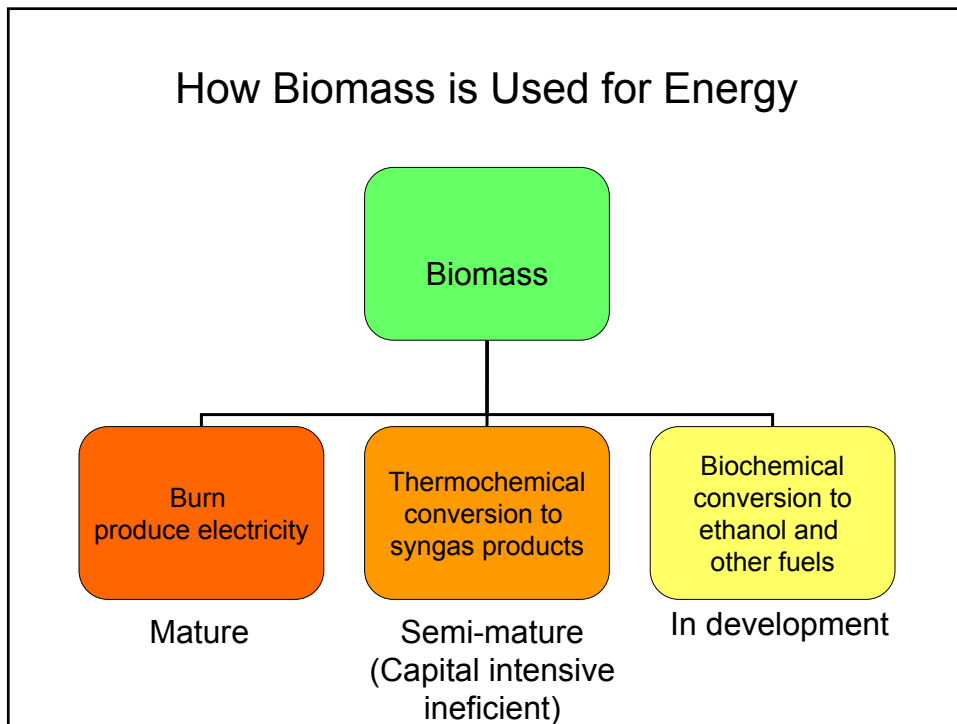 How Biomass is Used for Energy
Biomass
Burn
produce electricity
Thermochemical
conversion to
syngas products
Biochemical
conversion to
ethanol and
other fuels
Mature
Semi-mature
(Capital intensive
ineficient)
In development